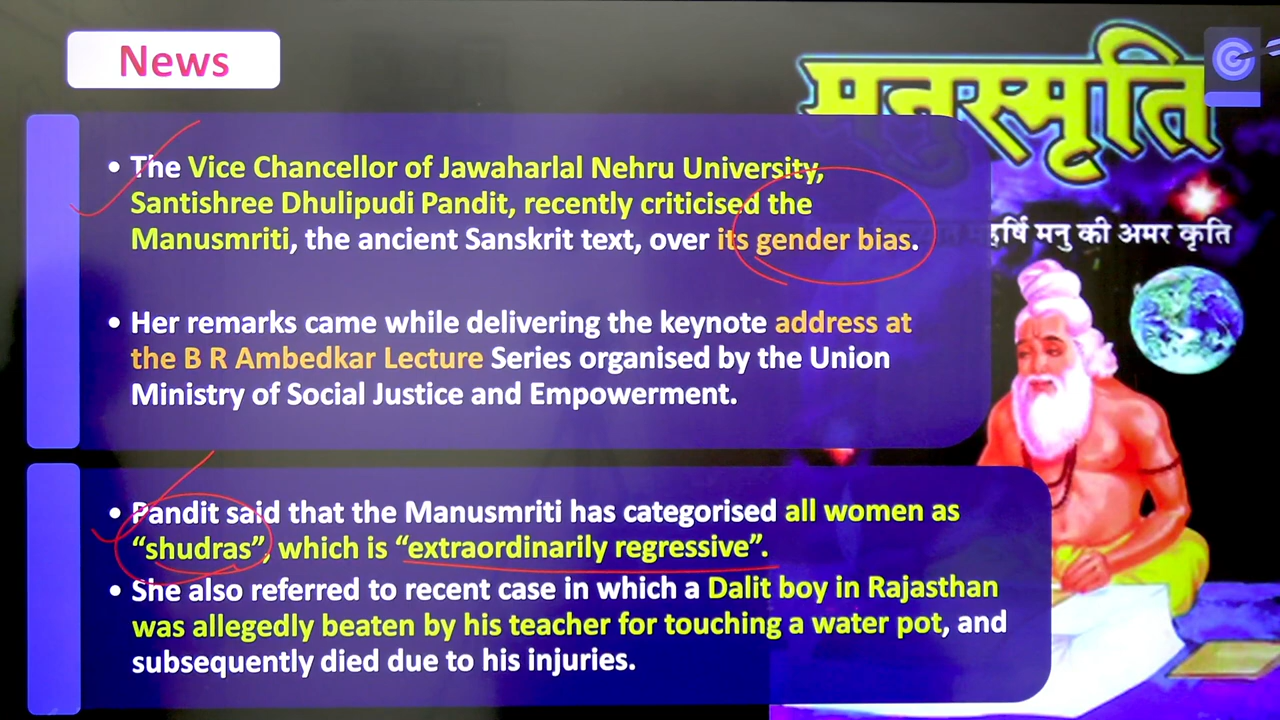 News
मनुस्मृति
• The Vice Chancellor of Jawaharlal Nehru University,
Santishree Dhulipudi Pandit, recently criticised the
Manusmriti, the ancient Sanskrit text, over its gender bias.
महर्षि मनु की अमर कृति
• Her remarks came while delivering the keynote address at
the B R Ambedkar Lecture Series organised by the Union
Ministry of Social Justice and Empowerment.
• Pandit said that the Manusmriti has categorised all women as
“shudras”, which is “extraordinarily regressive”.
• She also referred to recent case in which a Dalit boy in Rajasthan
was allegedly beaten by his teacher for touching a water pot, and
subsequently died due to his injuries.